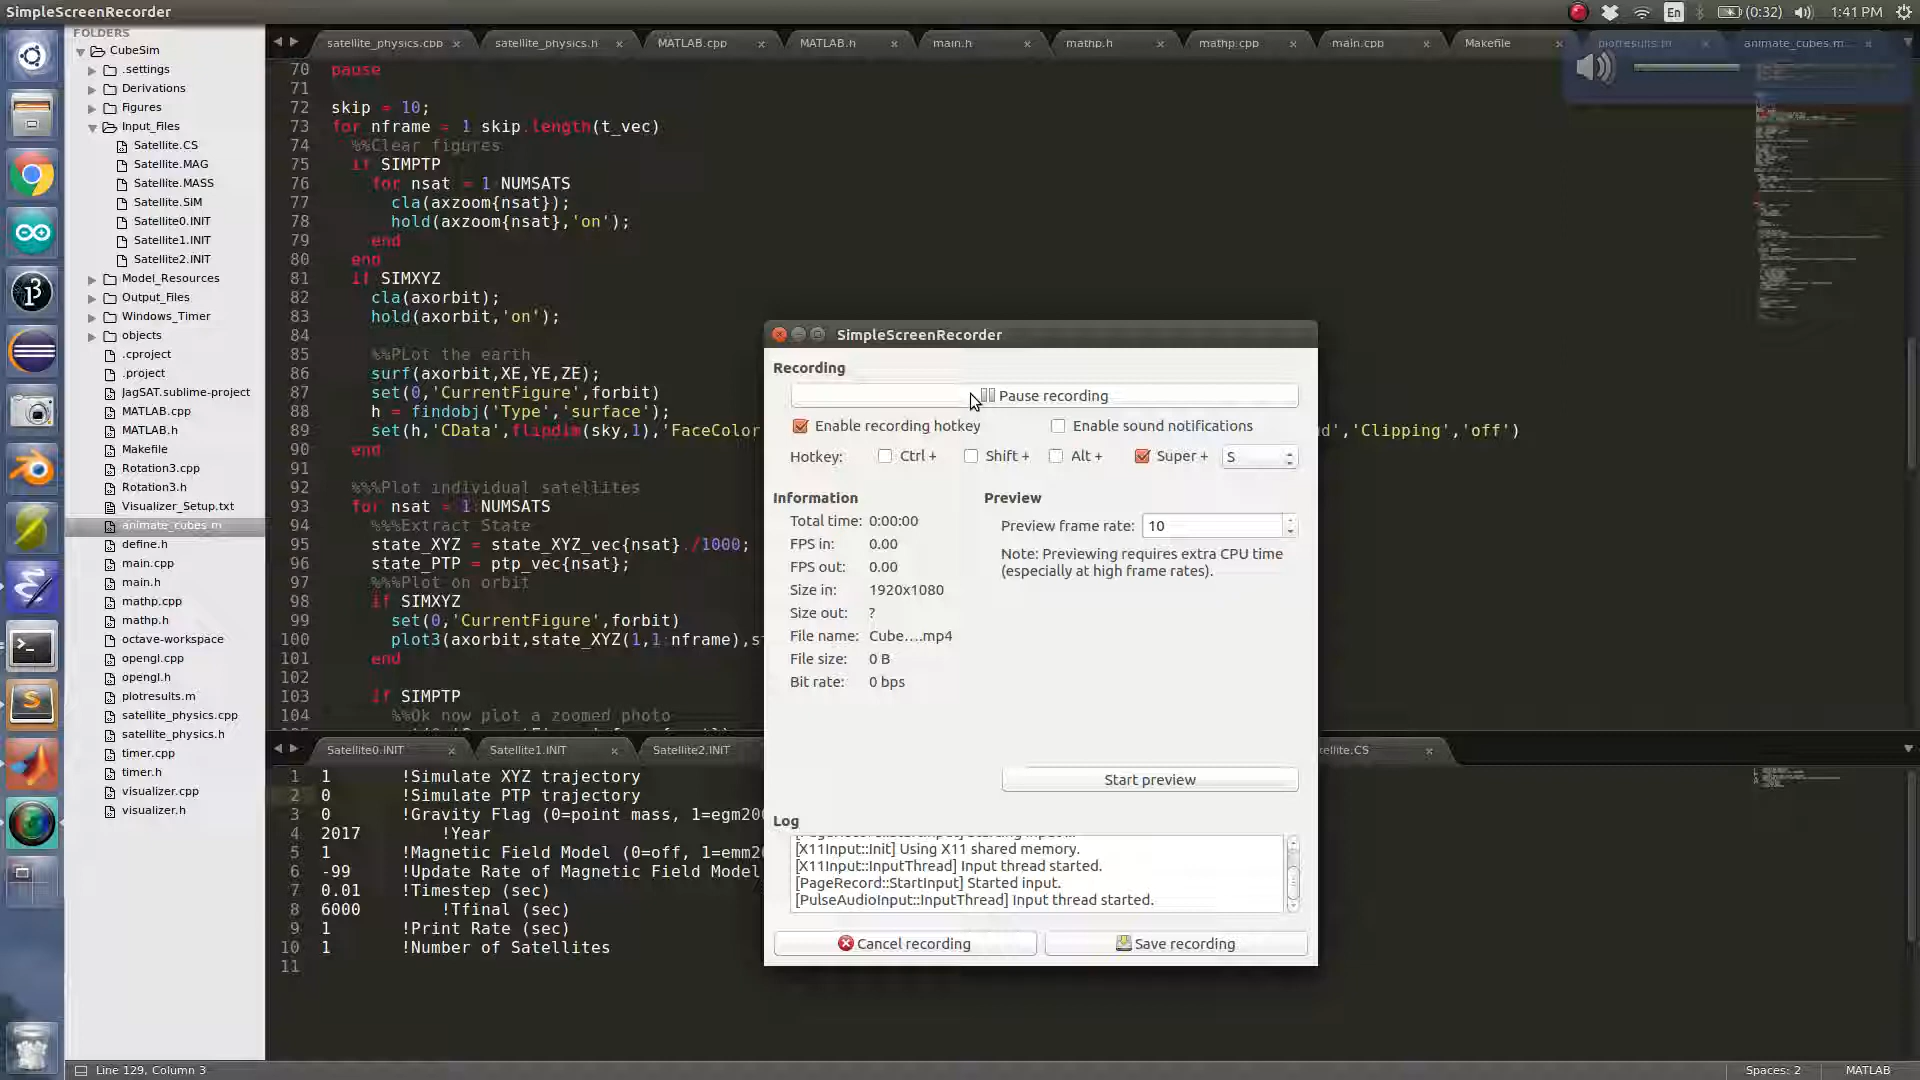 SimpleScreenRecorder
En
(0:32)
1:41 PM
FOLDERS
CubeSim
.settings
Derivations
Figures
Input_Files
Satellite.CS
Satellite.MAG
Satellite.MASS
Satellite.SIM
Satellite0.INIT
Satellite1.INIT
Satellite2.INIT
Model_Resources
Output_Files
Windows_Timer
objects
.cproject
.project
JagSAT.sublime-project
MATLAB.cpp
MATLAB.h
Makefile
Rotation3.cpp
Rotation3.h
Visualizer_Setup.txt
animate_cubes.m
define.h
main.cpp
main.h
mathp.cpp
mathp.h
octave-workspace
opengl.cpp
opengl.h
plotresults.m
satellite_physics.cpp
satellite_physics.h
timer.cpp
timer.h
visualizer.cpp
visualizer.h
satellite_physics.cpp
satellite_physics.h
MATLAB.cpp
MATLAB.h
main.h
mathp.h
mathp.cpp
main.cpp
Makefile
plotresults.m
animate_cubes.m
70 pause
71
72 skip = 10;
73 for nframe = 1:skip:length(t_vec)
74 %%Clear figures
75 if SIMPTP
76 for nsat = 1:NUMSATS
77 cla(axzoom{nsat});
78 hold(axzoom{nsat},'on');
79 end
80 end
81 if SIMXYZ
82 cla(axorbit);
83 hold(axorbit,'on');
84
85 %%PLot the earth
86 surf(axorbit,XE,YE,ZE);
87 set(0,'CurrentFigure',forbit)
88 h = findobj('Type','surface');
89 set(h,'CData',flipdim(sky,1),'FaceColor d','Clipping','off')
90 end
91
92 %%%Plot individual satellites
93 for nsat = 1:NUMSATS
94 %%%Extract State
95 state_XYZ = state_XYZ_vec{nsat}./1000;
96 state_PTP = ptp_vec{nsat};
97 %%%Plot on orbit
98 if SIMXYZ
99 set(0,'CurrentFigure',forbit)
100 plot3(axorbit,state_XYZ(1,1:nframe),s
101 end
102
103 if SIMPTP
104 %%Ok now plot a zoomed photo
SimpleScreenRecorder
Recording
Pause recording
Enable recording hotkey
Enable sound notifications
Hotkey: Ctrl + Shift + Alt + Super + S
Information
Total time: 0:00:00
FPS in: 0.00
FPS out: 0.00
Size in: 1920x1080
Size out: ?
File name: Cube....mp4
File size: 0 B
Bit rate: 0 bps
Preview
Preview frame rate: 10
Note: Previewing requires extra CPU time
(especially at high frame rates).
Start preview
Log
[X11Input::Init] Using X11 shared memory.
[X11Input::InputThread] Input thread started.
[PageRecord::StartInput] Started input.
[PulseAudioInput::InputThread] Input thread started.
Cancel recording
Save recording
Satellite0.INIT
Satellite1.INIT
Satellite2.INIT
ellite.CS
1 1 !Simulate XYZ trajectory
2 0 !Simulate PTP trajectory
3 0 !Gravity Flag (0=point mass, 1=egm200
4 2017 !Year
5 1 !Magnetic Field Model (0=off, 1=emm2
6 -99 !Update Rate of Magnetic Field Model
7 0.01 !Timestep (sec)
8 6000 !Tfinal (sec)
9 1 !Print Rate (sec)
10 1 !Number of Satellites
11
Line 129, Column 3
Spaces: 2
MATLAB